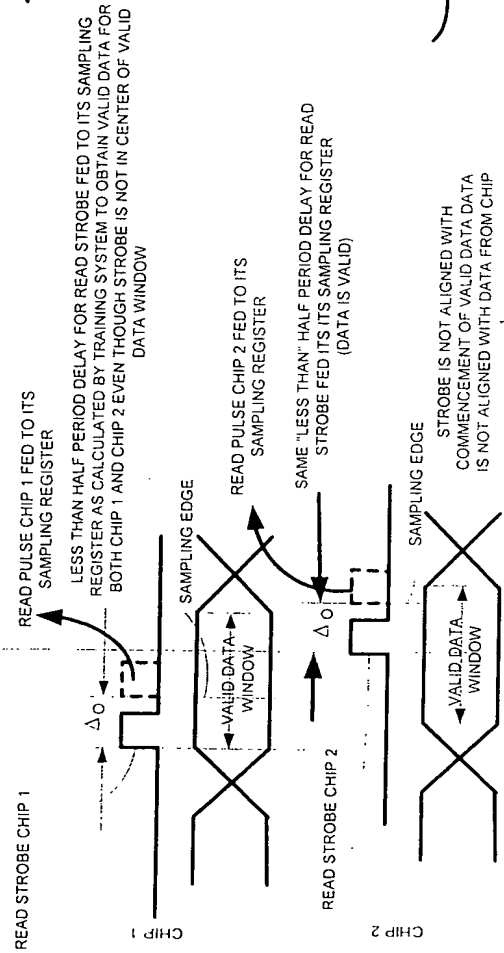 READ STROBE CHIP 1
READ PULSE CHIP 1 FED TO ITS
SAMPLING REGISTER
LESS THAN HALF PERIOD DELAY FOR READ STROBE FED TO ITS SAMPLING
REGISTER AS CALCULATED BY TRAINING SYSTEM TO OBTAIN VALID DATA FOR
BOTH CHIP 1 AND CHIP 2 EVEN THOUGH STROBE IS NOT IN CENTER OF VALID
DATA WINDOW
Δ0
CHIP 1
SAMPLING EDGE
VALID DATA
WINDOW
READ PULSE CHIP 2 FED TO ITS
SAMPLING REGISTER
READ STROBE CHIP 2
Δ0
SAME "LESS THAN" HALF PERIOD DELAY FOR READ
STROBE FED ITS ITS SAMPLING REGISTER
(DATA IS VALID)
CHIP 2
SAMPLING EDGE
VALID DATA
WINDOW
STROBE IS NOT ALIGNED WITH
COMMENCEMENT OF VALID DATA DATA
IS NOT ALIGNED WITH DATA FROM CHIP
1